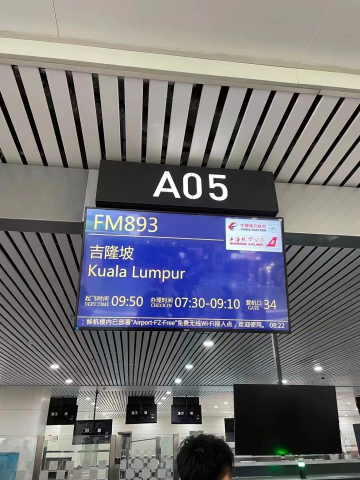 A05
FM893
中国东方航空
CHINA EASTERN
上海航空公司
SHANGHAI AIRLINES
吉隆坡
Kuala Lumpur
起飞时间 09:50 办理时间 07:30-09:10 登机口 34
DEPT.TIME CHECK IN GATE
候机楼内已部署"Airport-FZ-Free"免费无线Wi-Fi接入点,欢迎使用。 08:22